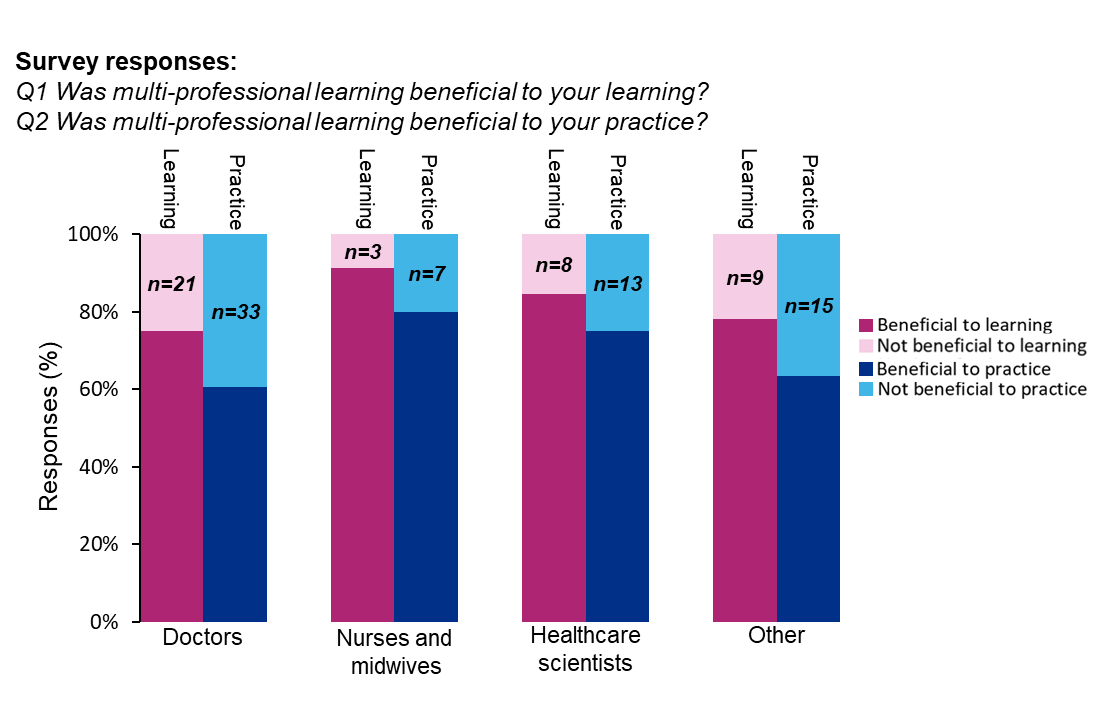 Survey responses:
Q1 Was multi-professional learning beneficial to your learning?
Q2 Was multi-professional learning beneficial to your practice?
Learning
Practice
Learning
Practice
Learning
Practice
Learning
Practice
Responses (%)
100%
80%
60%
40%
20%
0%
n=21
n=33
n=3
n=7
n=8
n=13
n=9
n=15
Beneficial to learning
Not beneficial to learning
Beneficial to practice
Not beneficial to practice
Doctors
Nurses and
midwives
Healthcare
scientists
Other